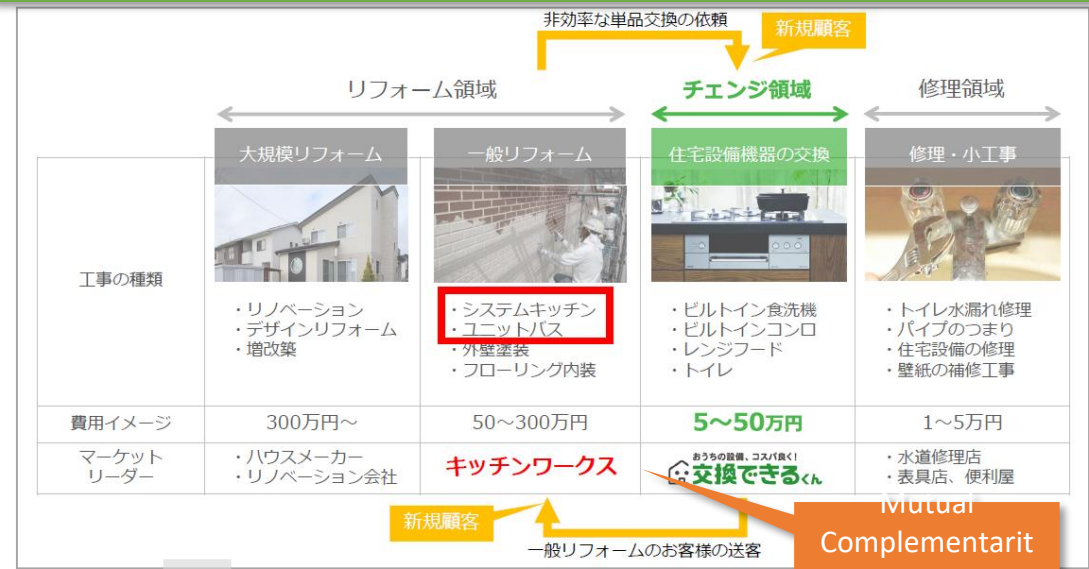 非効率な単品交換の依頼
新規顧客
リフォーム領域
チェンジ領域
修理領域
大規模リフォーム
一般リフォーム
住宅設備機器の交換
修理・小工事
工事の種類
・リノベーション
・デザインリフォーム
・増改築
・システムキッチン
・ユニットバス
・外壁塗装
・フローリング内装
・ビルトイン食洗機
・ビルトインコンロ
・レンジフード
・トイレ
・トイレ水漏れ修理
・パイプのつまり
・住宅設備の修理
・壁紙の補修工事
費用イメージ
300万円～
50～300万円
5～50万円
1～5万円
マーケット
リーダー
・ハウスメーカー
・リノベーション会社
キッチンワークス
おうちの設備、コスパ良く!
交換できるくん
・水道修理店
・表具店、便利屋
新規顧客
一般リフォームのお客様の送客
Mutual
Complementarit